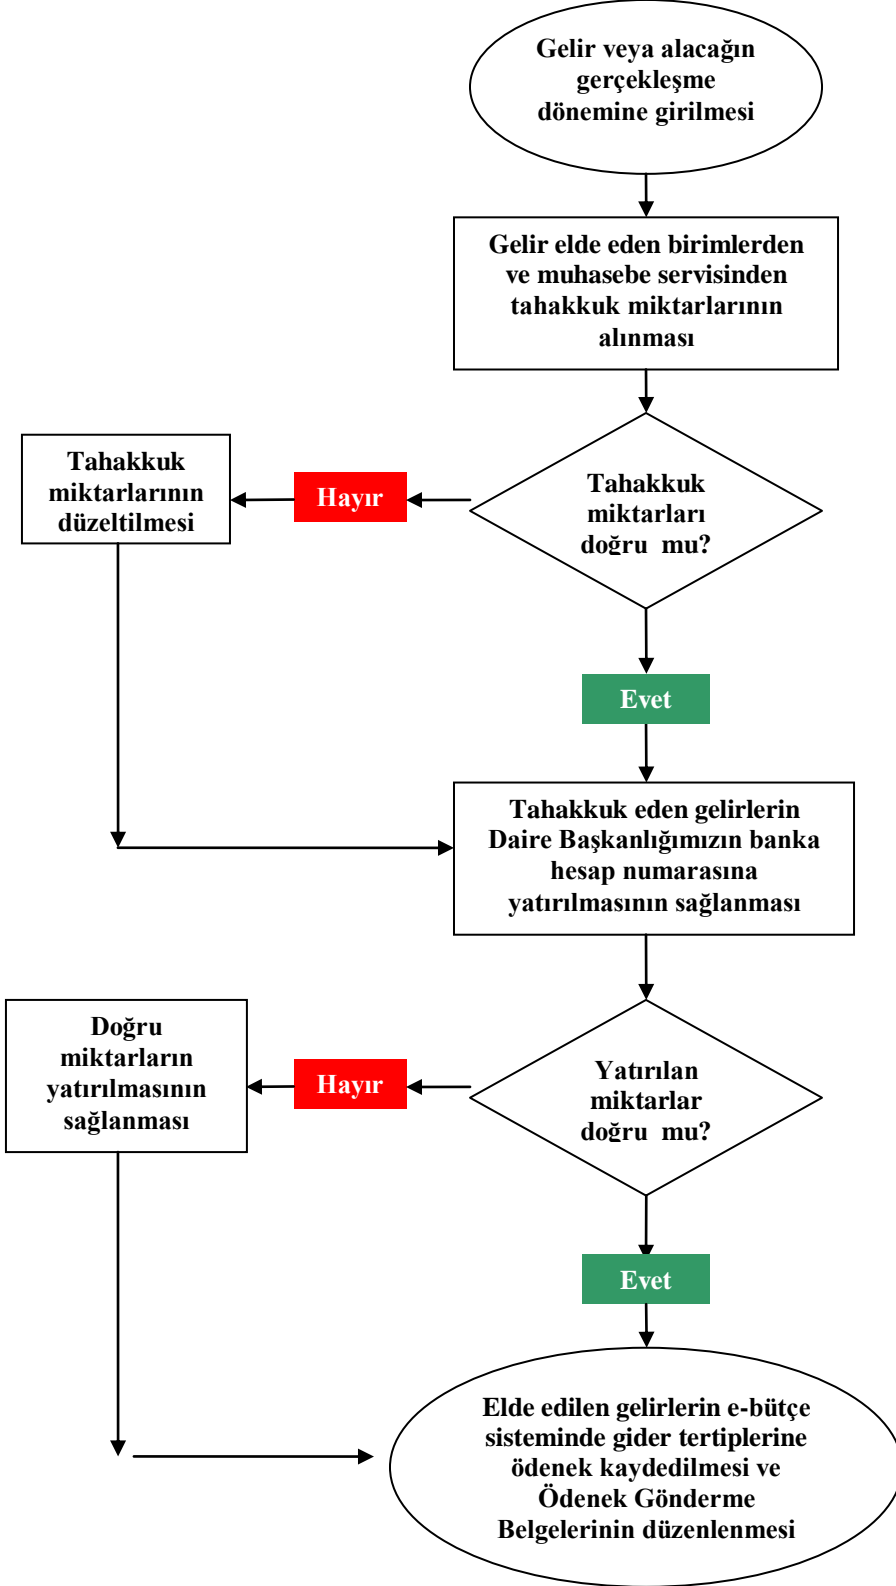 Gelir veya alacağın
gerçekleşme
dönemine girilmesi
Gelir elde eden birimlerden
ve muhasebe servisinden
tahakkuk miktarlarının
alınması
Tahakkuk
miktarları
doğru mu?
Hayır
Tahakkuk
miktarlarının
düzeltilmesi
Evet
Tahakkuk eden gelirlerin
Daire Başkanlığımızın banka
hesap numarasına
yatırılmasının sağlanması
Yatırılan
miktarlar
doğru mu?
Hayır
Doğru
miktarların
yatırılmasının
sağlanması
Evet
Elde edilen gelirlerin e-bütçe
sisteminde gider tertiplerine
ödenek kaydedilmesi ve
Ödenek Gönderme
Belgelerinin düzenlenmesi